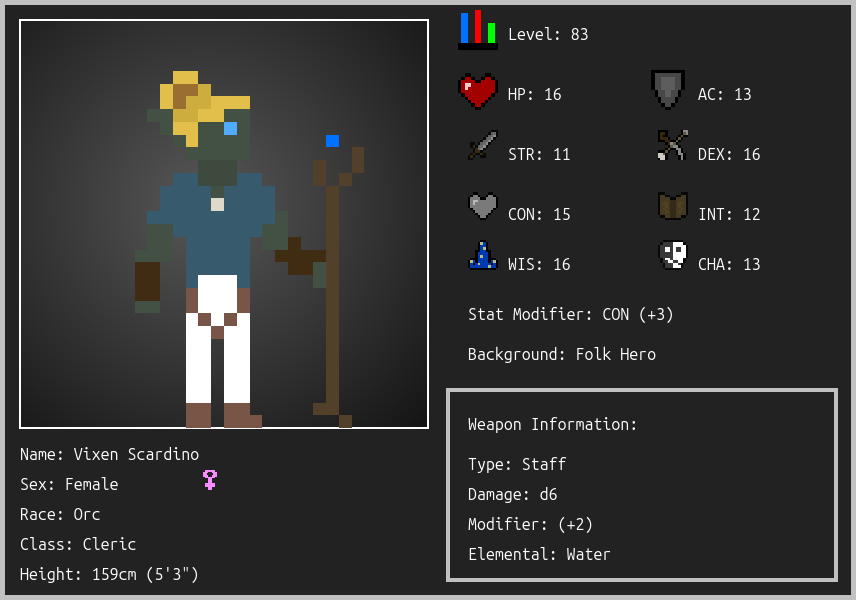 Level: 83
HP: 16
AC: 13
STR: 11
DEX: 16
CON: 15
INT: 12
WIS: 16
CHA: 13
Stat Modifier: CON (+3)
Background: Folk Hero
Weapon Information:
Type: Staff
Damage: d6
Modifier: (+2)
Elemental: Water
Name: Vixen Scardino
Sex: Female
Race: Orc
Class: Cleric
Height: 159cm (5'3")